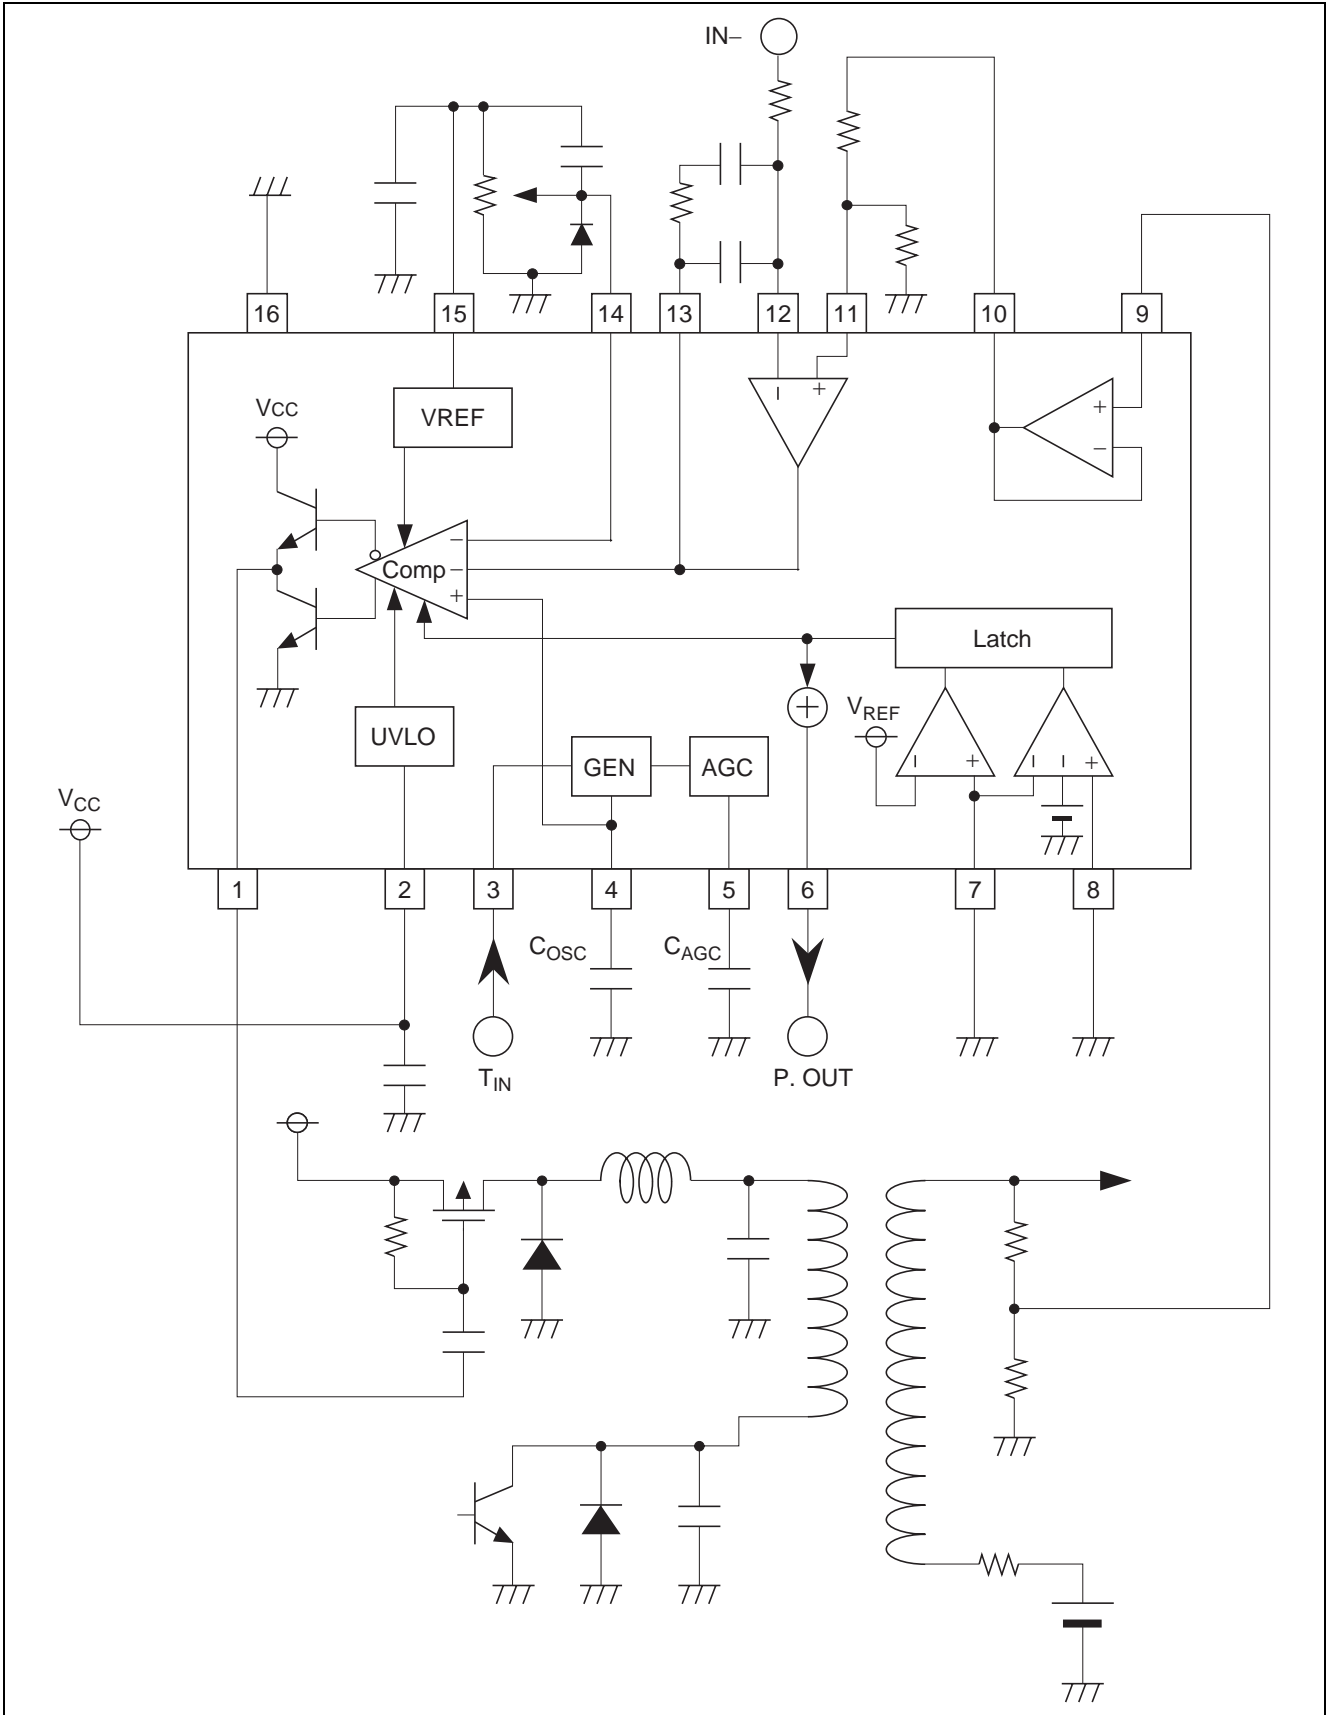 IN−
16
15
14
13
12
11
10
9
VCC
VREF
− +
+
−
−
Comp −
+
Latch
VREF
UVLO
GEN
AGC
− +
− − +
VCC
1
2
3
4
5
6
7
8
COSC
CAGC
TIN
P. OUT